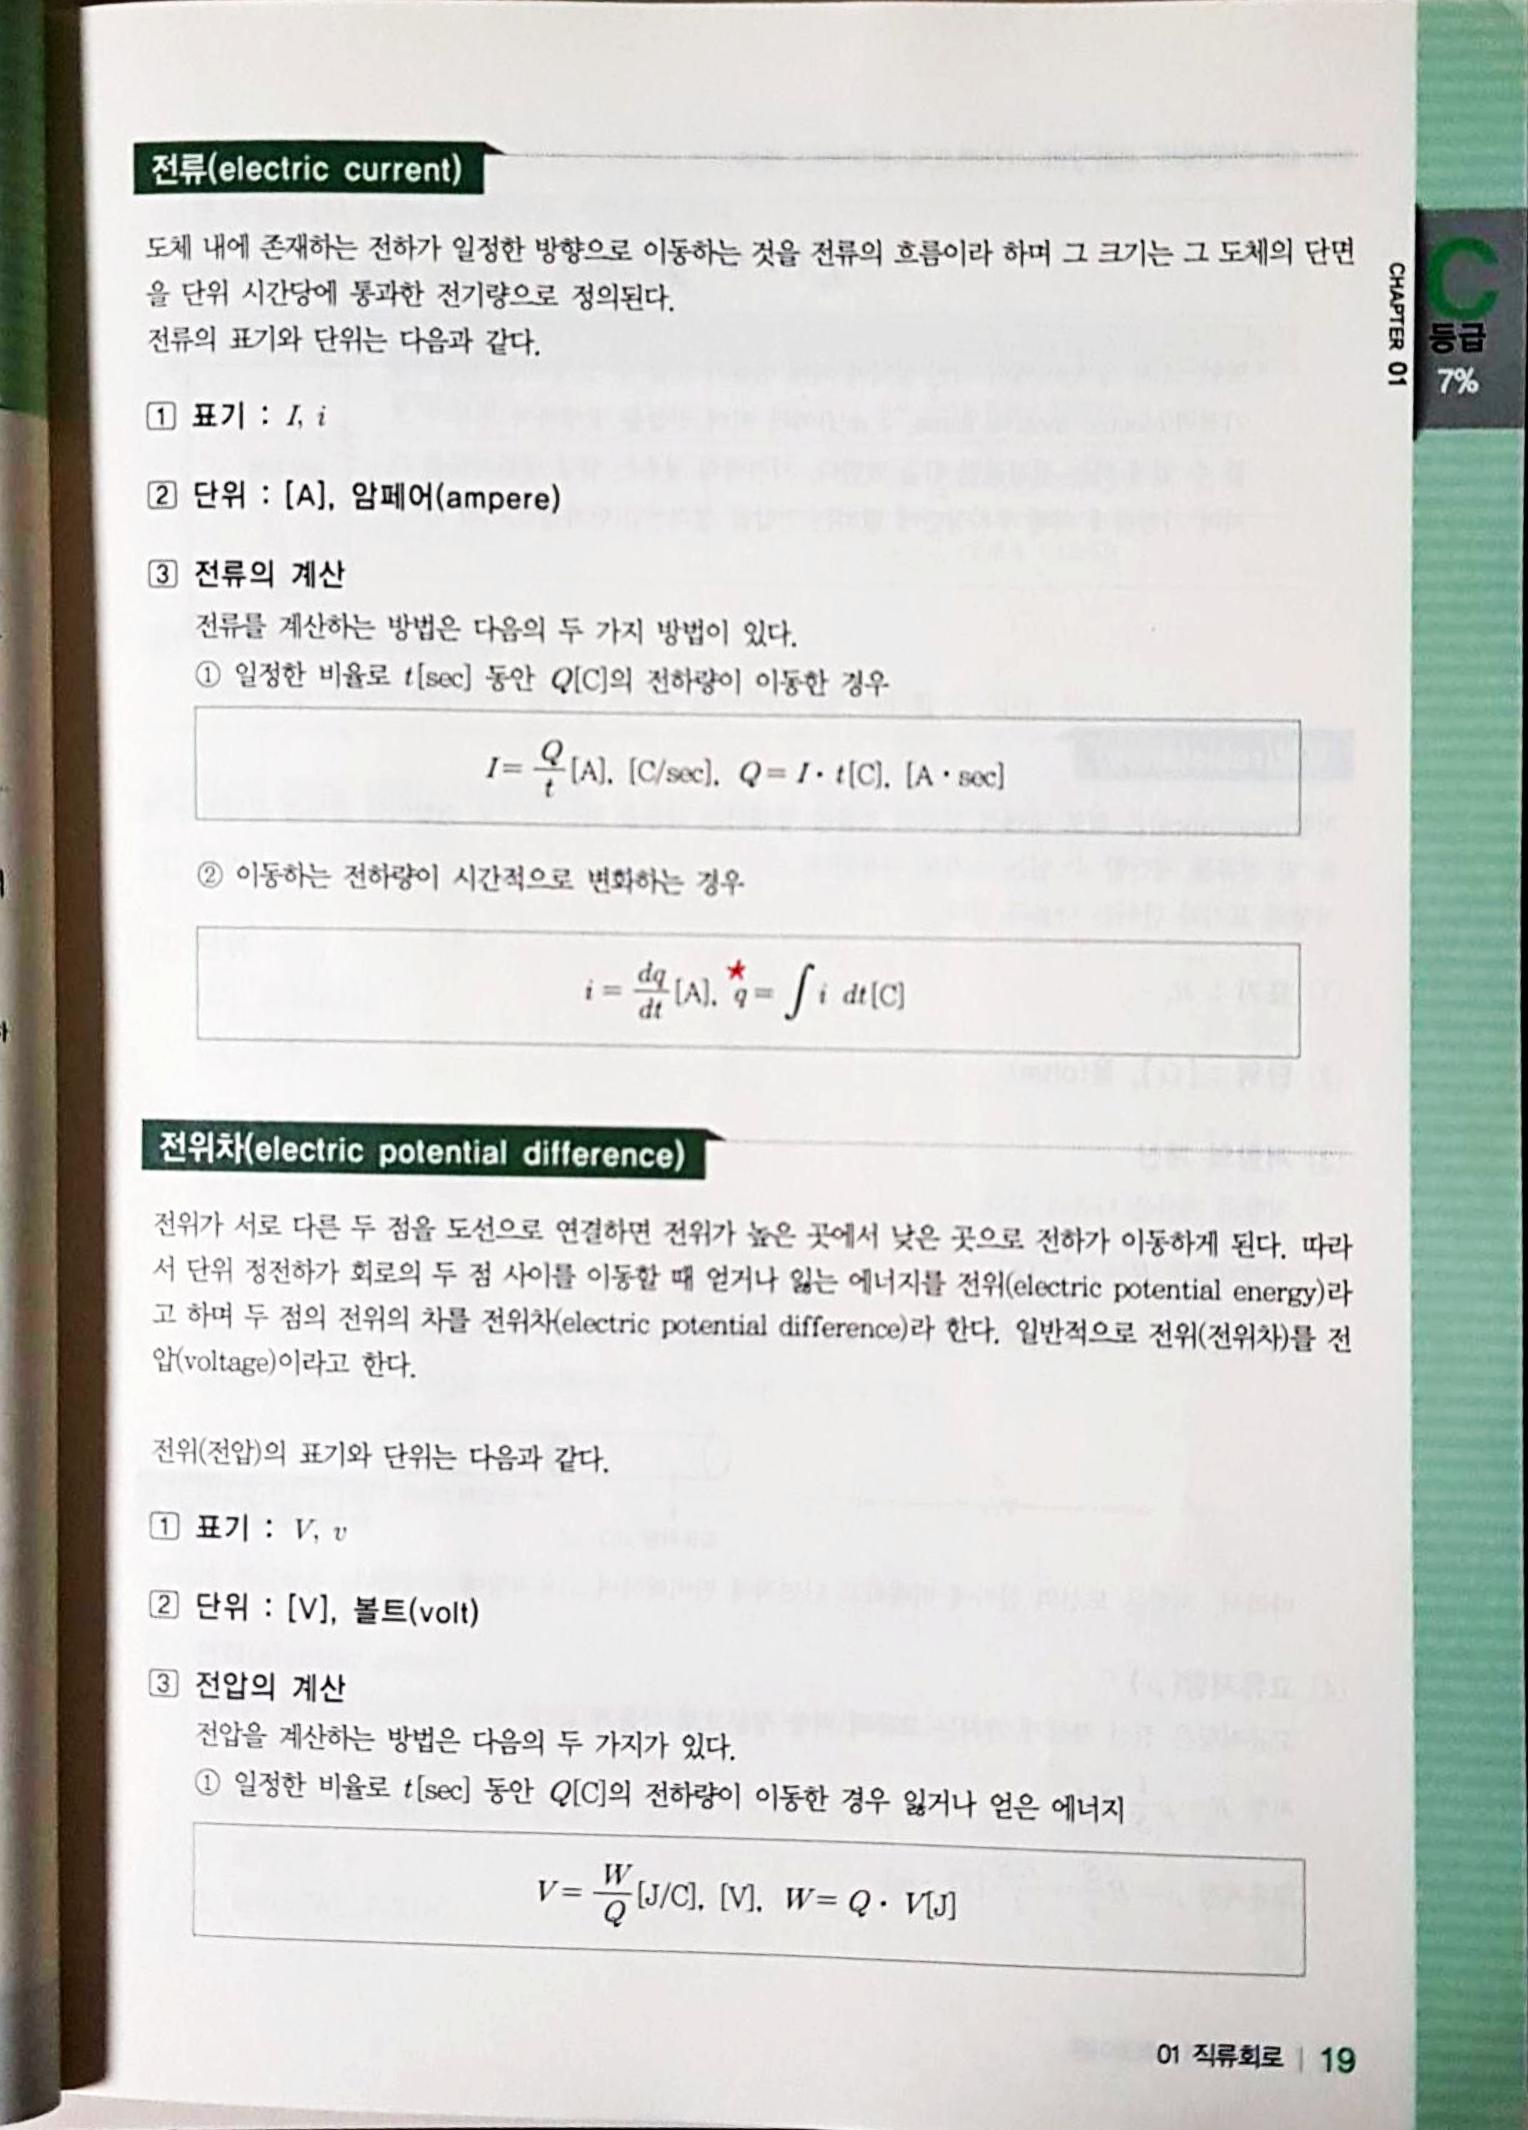 전류(electric current)
도체 내에 존재하는 전하가 일정한 방향으로 이동하는 것을 전류의 흐름이라 하며 그 크기는 그 도체의 단면
을 단위 시간당에 통과한 전기량으로 정의된다.
전류의 표기와 단위는 다음과 같다.
1 표기 : I, i
2 단위 : [A], 암페어(ampere)
3 전류의 계산
전류를 계산하는 방법은 다음의 두 가지 방법이 있다.
① 일정한 비율로 t[sec] 동안 Q[C]의 전하량이 이동한 경우
I = Q/t [A], [C/sec], Q = I · t[C], [A · sec]
② 이동하는 전하량이 시간적으로 변화하는 경우
i = dq/dt [A], ★ q = ∫ i dt[C]
전위차(electric potential difference)
전위가 서로 다른 두 점을 도선으로 연결하면 전위가 높은 곳에서 낮은 곳으로 전하가 이동하게 된다. 따라
서 단위 정전하가 회로의 두 점 사이를 이동할 때 얻거나 잃는 에너지를 전위(electric potential energy)라
고 하며 두 점의 전위의 차를 전위차(electric potential difference)라 한다. 일반적으로 전위(전위차)를 전
압(voltage)이라고 한다.
전위(전압)의 표기와 단위는 다음과 같다.
1 표기 : V, v
2 단위 : [V], 볼트(volt)
3 전압의 계산
전압을 계산하는 방법은 다음의 두 가지가 있다.
① 일정한 비율로 t[sec] 동안 Q[C]의 전하량이 이동한 경우 잃거나 얻은 에너지
V = W/Q [J/C], [V], W = Q · V[J]
01 직류회로 | 19
CHAPTER 01
C
등급
7%